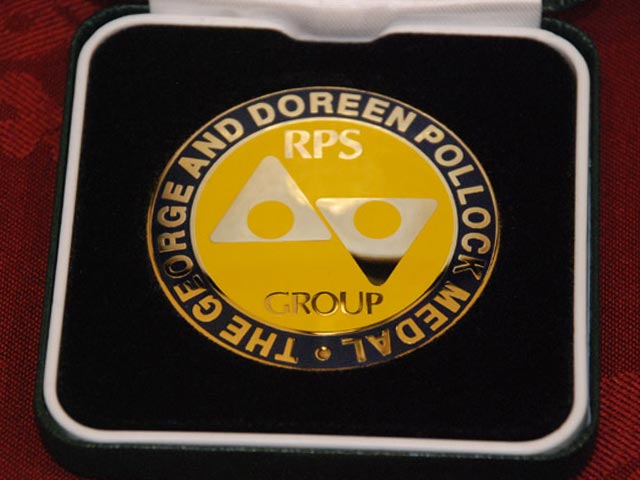 THE GEORGE AND DOREEN POLLOCK MEDAL •
RPS
GROUP